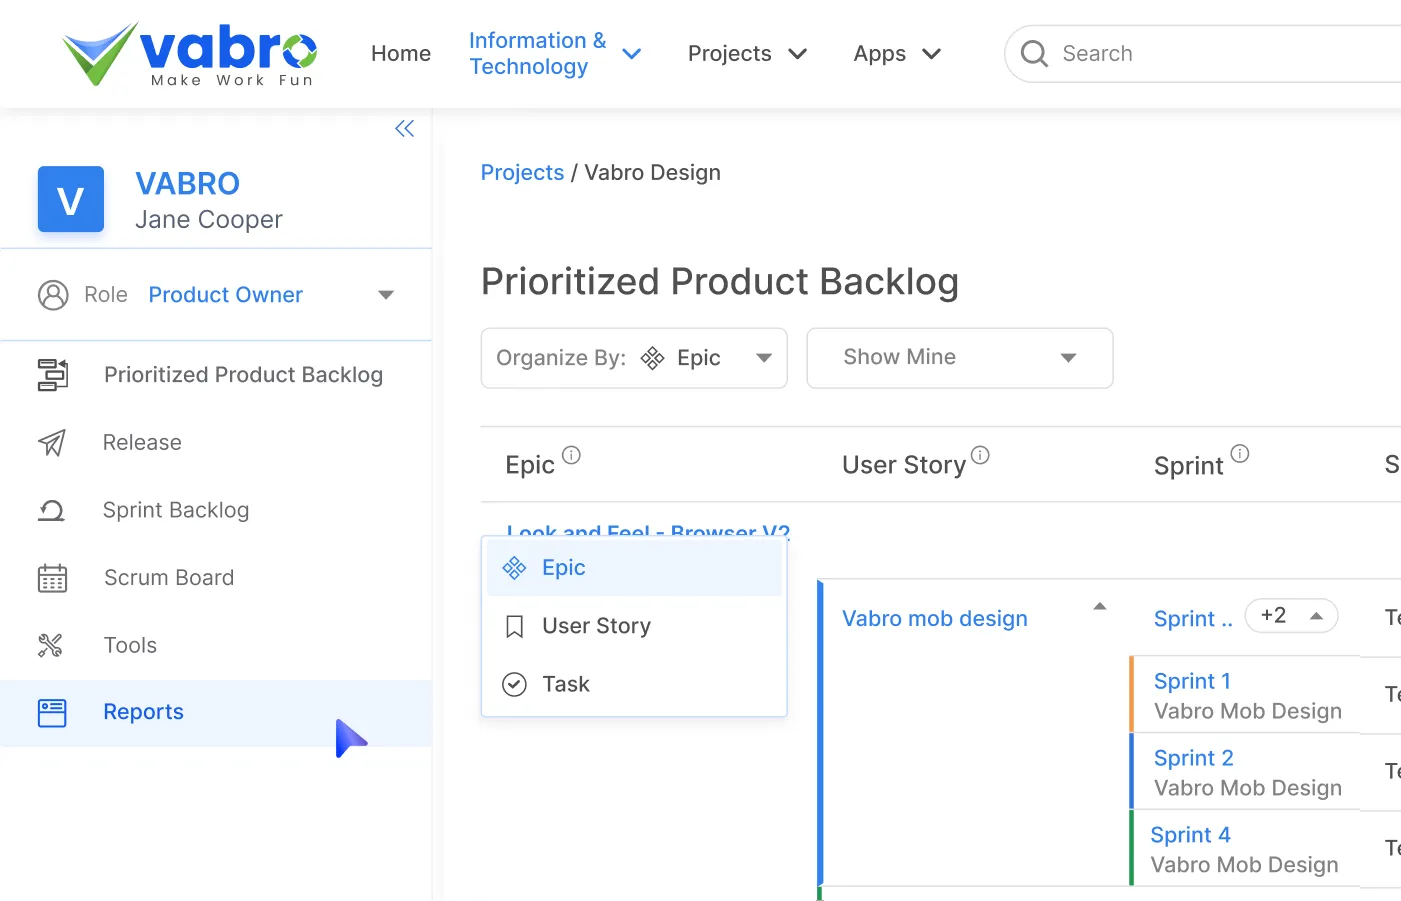 vabro
Make Work Fun
Home
Information &
Technology
Projects
Apps
Search
V
VABRO
Jane Cooper
Role Product Owner
Prioritized Product Backlog
Release
Sprint Backlog
Scrum Board
Tools
Reports
Projects / Vabro Design
Prioritized Product Backlog
Organize By: Epic
Show Mine
Epic
User Story
Sprint
S
Look and Feel - Browser V2
Epic
User Story
Task
Vabro mob design
Sprint ..
+2
Te
Sprint 1
Vabro Mob Design
Te
Sprint 2
Vabro Mob Design
Te
Sprint 4
Vabro Mob Design
Te